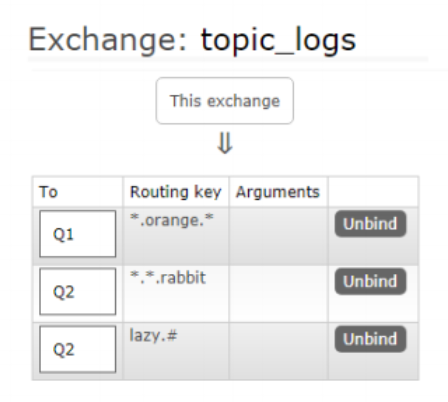 Exchange: topic_logs
This exchange
⇓
To Routing key Arguments
Q1 *.orange.* Unbind
Q2 *.*.rabbit Unbind
Q2 lazy.# Unbind